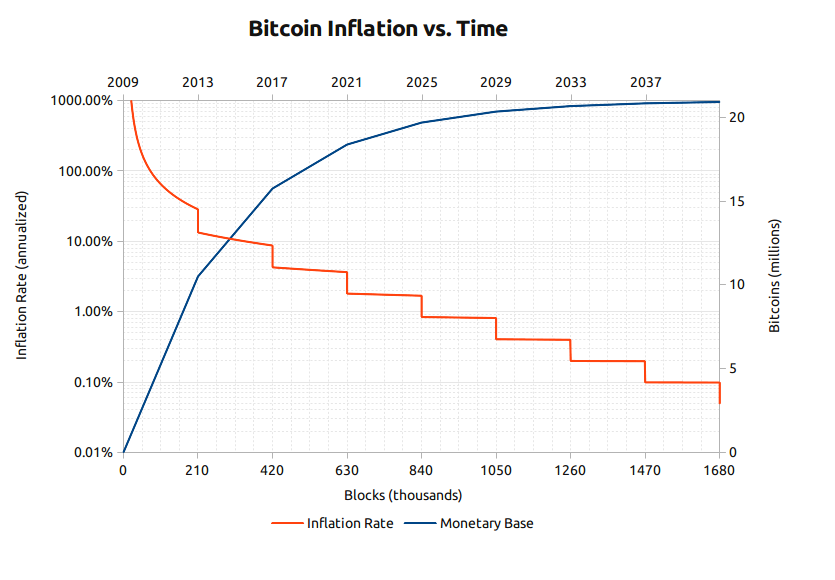 Bitcoin Inflation vs. Time
2009 2013 2017 2021 2025 2029 2033 2037
1000.00%
100.00%
10.00%
1.00%
0.10%
0.01%
Inflation Rate (annualized)
20
15
10
5
0
Bitcoins (millions)
0 210 420 630 840 1050 1260 1470 1680
Blocks (thousands)
Inflation Rate Monetary Base